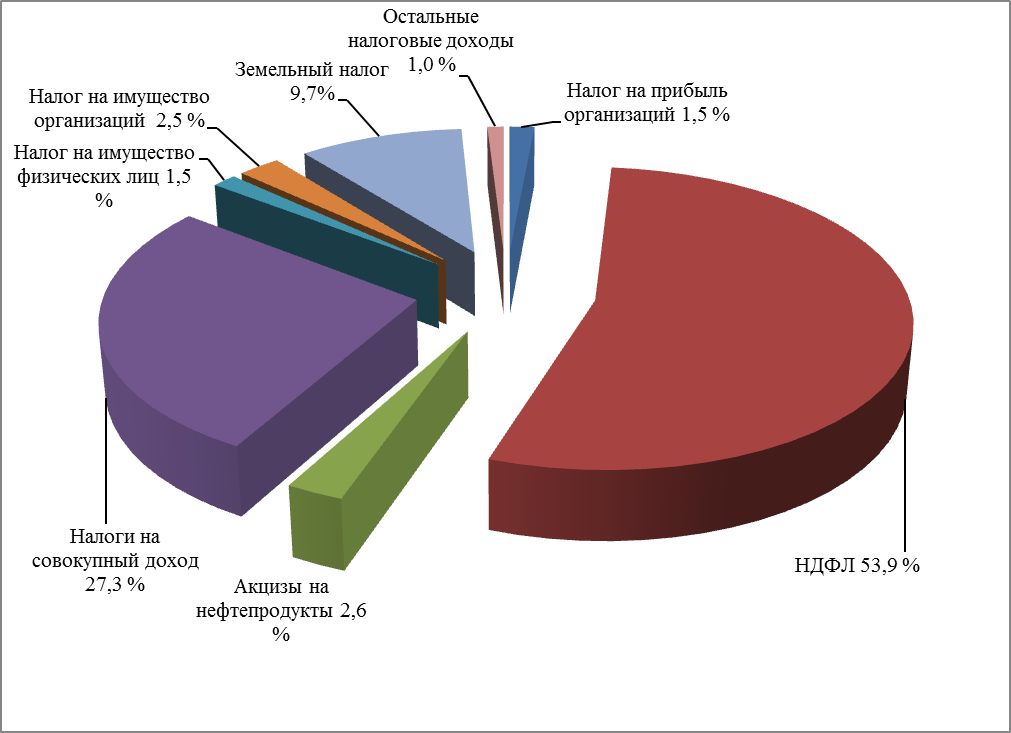 Остальные
налоговые доходы
1,0 %
Налог на прибыль
организаций 1,5 %
Земельный налог
9,7%
Налог на имущество
организаций 2,5 %
Налог на имущество
физических лиц 1,5
%
НДФЛ 53,9 %
Налоги на
совокупный доход
27,3 %
Акцизы на
нефтепродукты 2,6
%